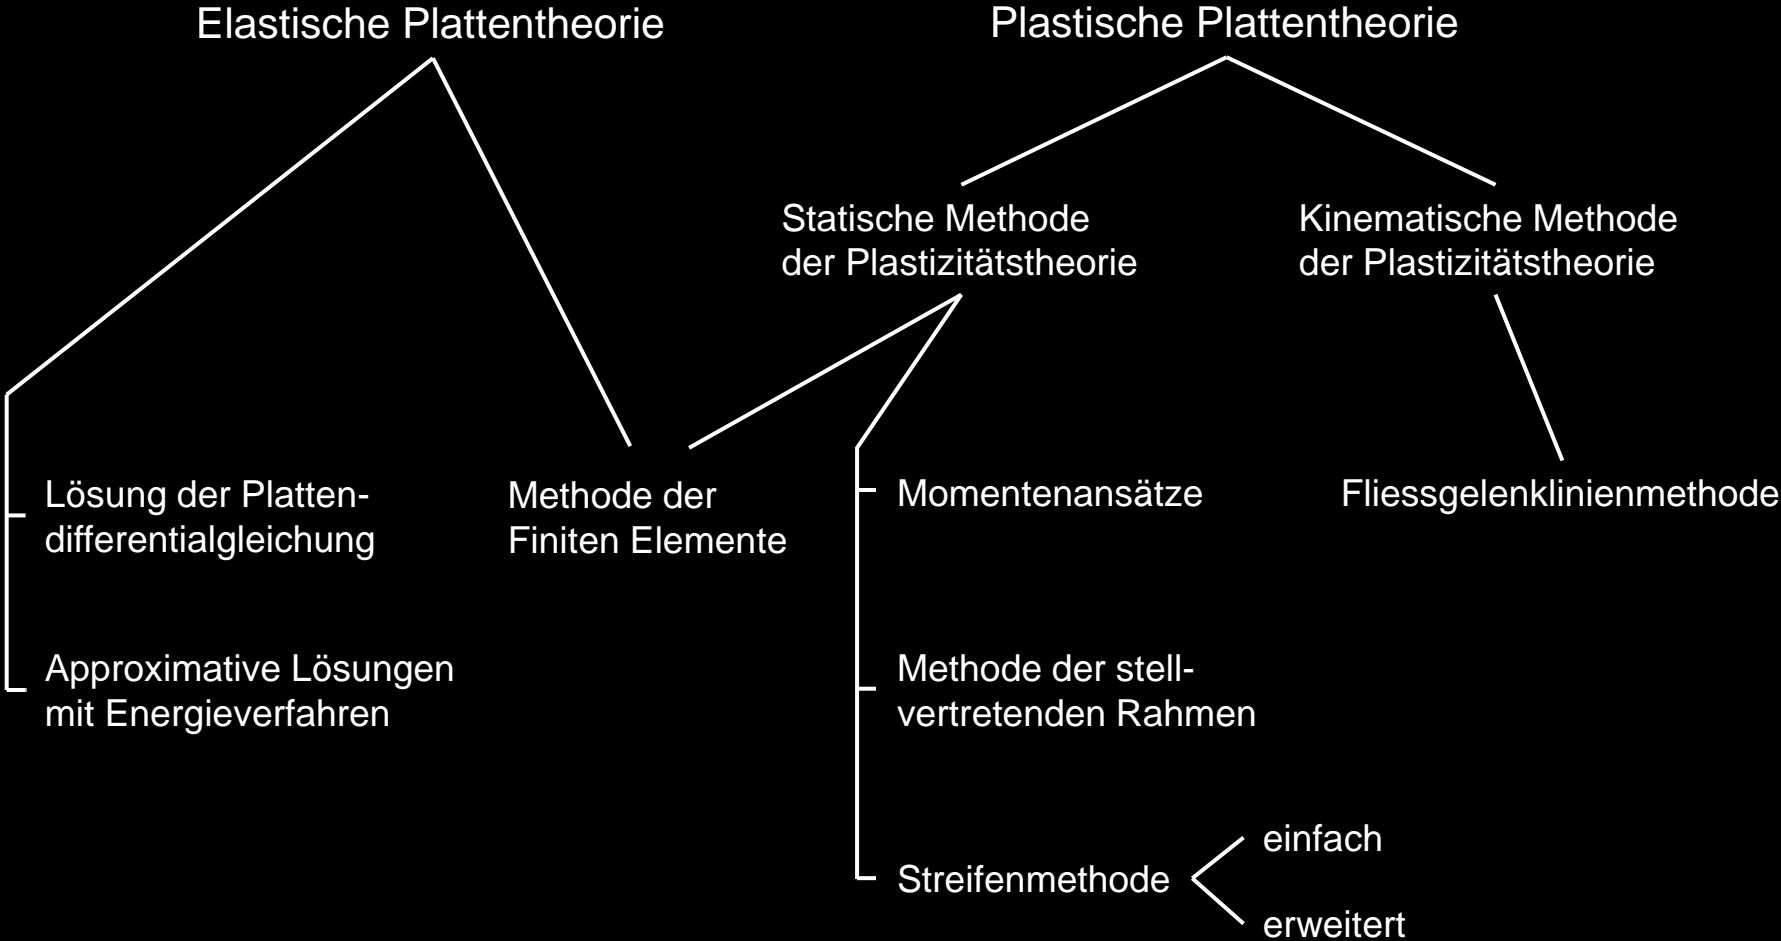 Elastische Plattentheorie
Plastische Plattentheorie
Statische Methode
der Plastizitätstheorie
Kinematische Methode
der Plastizitätstheorie
Lösung der Platten-
differentialgleichung
Methode der
Finiten Elemente
Momentenansätze
Fliessgelenklinienmethode
Approximative Lösungen
mit Energieverfahren
Methode der stell-
vertretenden Rahmen
Streifenmethode
einfach
erweitert